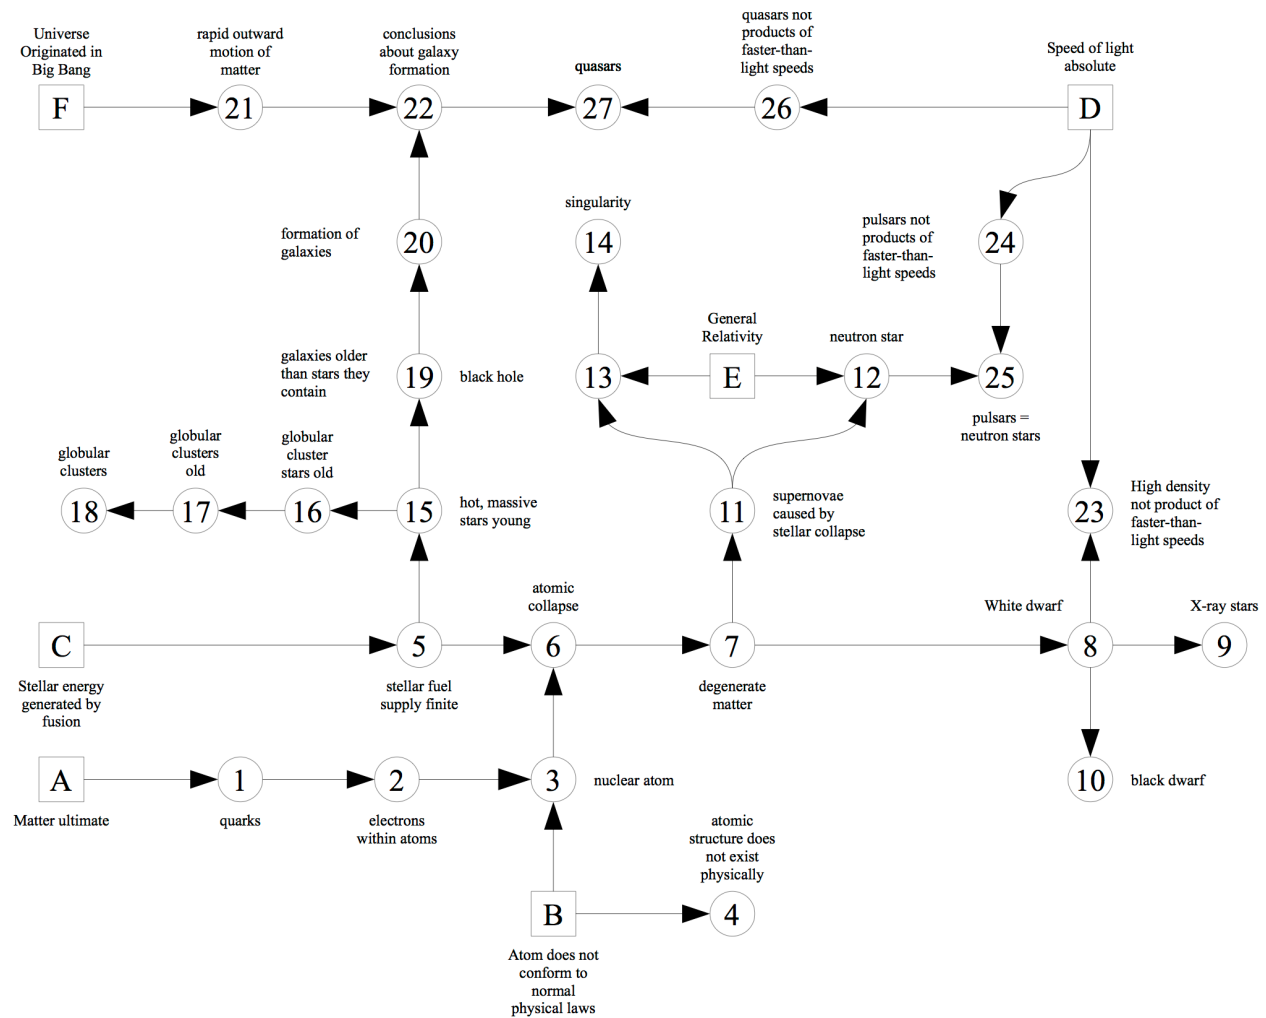 Universe
Originated in
Big Bang
rapid outward
motion of
matter
conclusions
about galaxy
formation
quasars
quasars not
products of
faster-than-
light speeds
Speed of light
absolute
F
21
22
27
26
D
singularity
formation of
galaxies
20
14
pulsars not
products of
faster-than-
light speeds
24
General
Relativity
neutron star
galaxies older
than stars they
contain
19
black hole
13
E
12
25
pulsars =
neutron stars
globular
clusters
globular
clusters
old
globular
cluster
stars old
18
17
16
15
hot, massive
stars young
11
supernovae
caused by
stellar collapse
23
High density
not product of
faster-than-
light speeds
atomic
collapse
White dwarf
X-ray stars
C
5
6
7
8
9
Stellar energy
generated by
fusion
stellar fuel
supply finite
degenerate
matter
A
1
2
3
nuclear atom
10
black dwarf
Matter ultimate
quarks
electrons
within atoms
atomic
structure does
not exist
physically
B
4
Atom does not
conform to
normal
physical laws